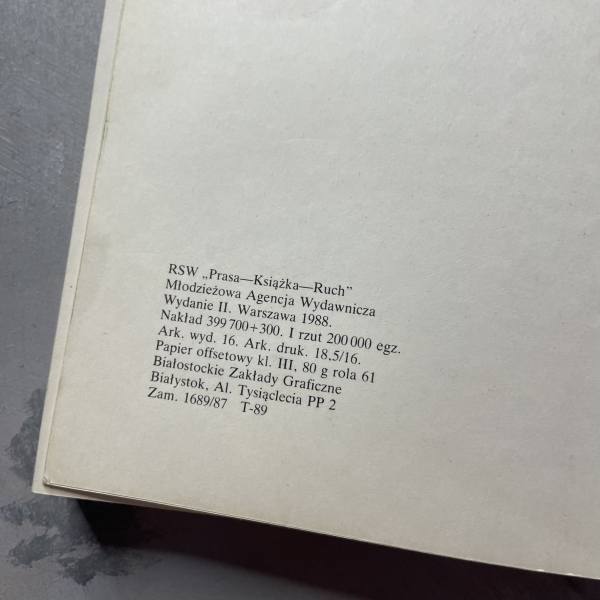 RSW „Prasa—Książka—Ruch”
Młodzieżowa Agencja Wydawnicza
Wydanie II. Warszawa 1988.
Nakład 399 700+300. I rzut 200 000 egz.
Ark. wyd. 16. Ark. druk. 18,5/16.
Papier offsetowy kl. III, 80 g rola 61
Białostockie Zakłady Graficzne
Białystok, Al. Tysiąclecia PP 2
Zam. 1689/87 T-89